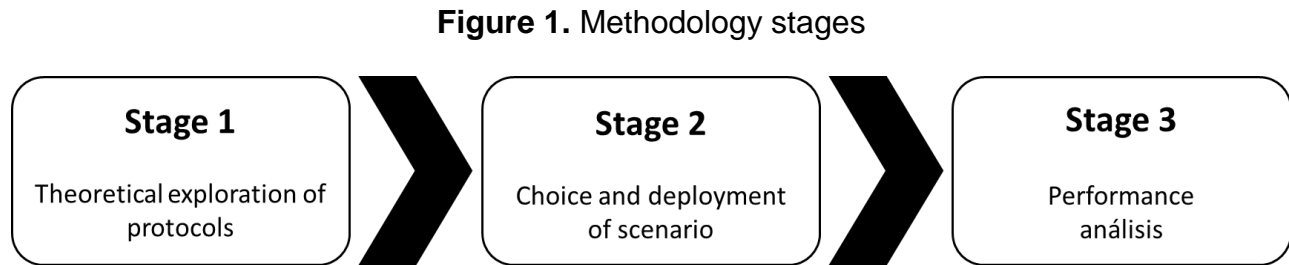 Figure 1. Methodology stages
Stage 1
Theoretical exploration of
protocols
Stage 2
Choice and deployment
of scenario
Stage 3
Performance
análisis